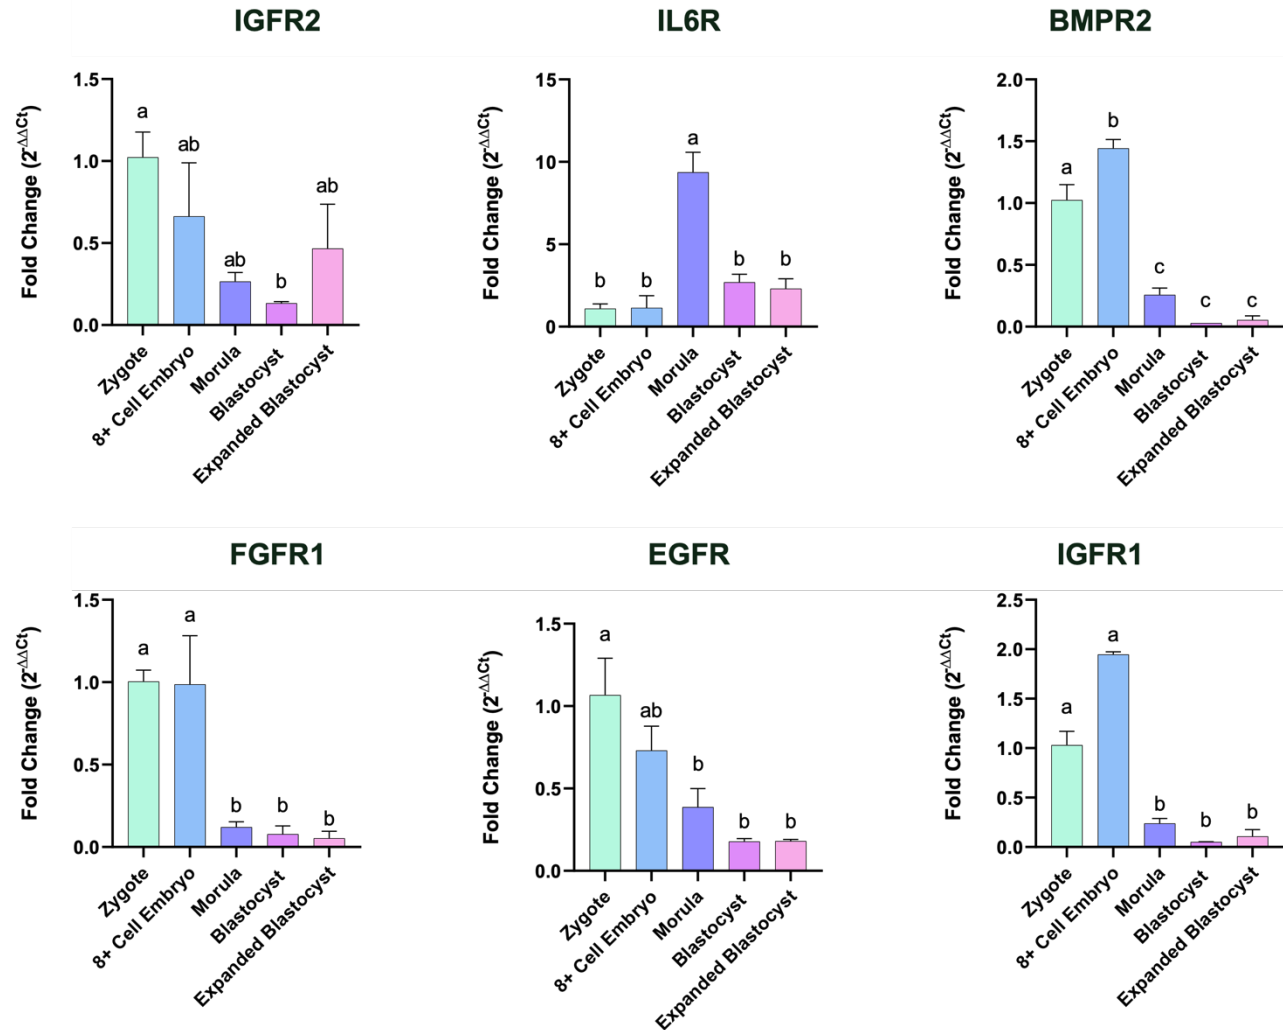 IGFR2
IL6R
BMPR2
Fold Change (2^-ΔΔCt)
1.5
1.0
0.5
0.0
a
ab
ab
b
ab
Zygote
8+ Cell Embryo
Morula
Blastocyst
Expanded Blastocyst
Fold Change (2^-ΔΔCt)
15
10
5
0
b
b
a
b
b
Zygote
8+ Cell Embryo
Morula
Blastocyst
Expanded Blastocyst
Fold Change (2^-ΔΔCt)
2.0
1.5
1.0
0.5
0.0
a
b
c
c
c
Zygote
8+ Cell Embryo
Morula
Blastocyst
Expanded Blastocyst
FGFR1
EGFR
IGFR1
Fold Change (2^-ΔΔCt)
1.5
1.0
0.5
0.0
a
a
b
b
b
Zygote
8+ Cell Embryo
Morula
Blastocyst
Expanded Blastocyst
Fold Change (2^-ΔΔCt)
1.5
1.0
0.5
0.0
a
ab
b
b
b
Zygote
8+ Cell Embryo
Morula
Blastocyst
Expanded Blastocyst
Fold Change (2^-ΔΔCt)
2.5
2.0
1.5
1.0
0.5
0.0
a
a
b
b
b
Zygote
8+ Cell Embryo
Morula
Blastocyst
Expanded Blastocyst